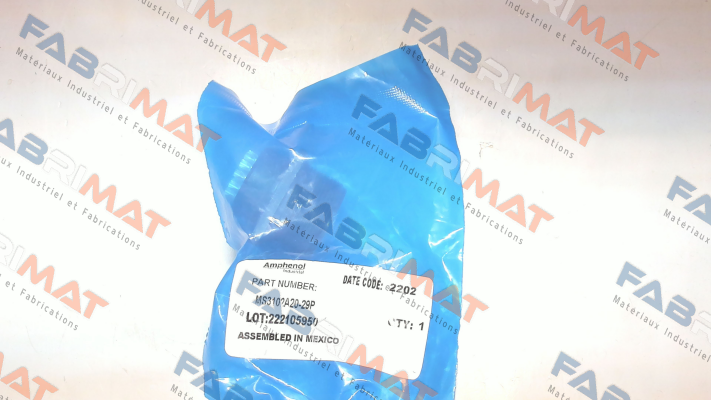 FABRIMAT
Matériaux Industriel et Fabrications
Amphenol
Industrial
PART NUMBER:
DATE CODE: 2202
MS3102A20-29P
LOT:222105950
QTY: 1
ASSEMBLED IN MEXICO